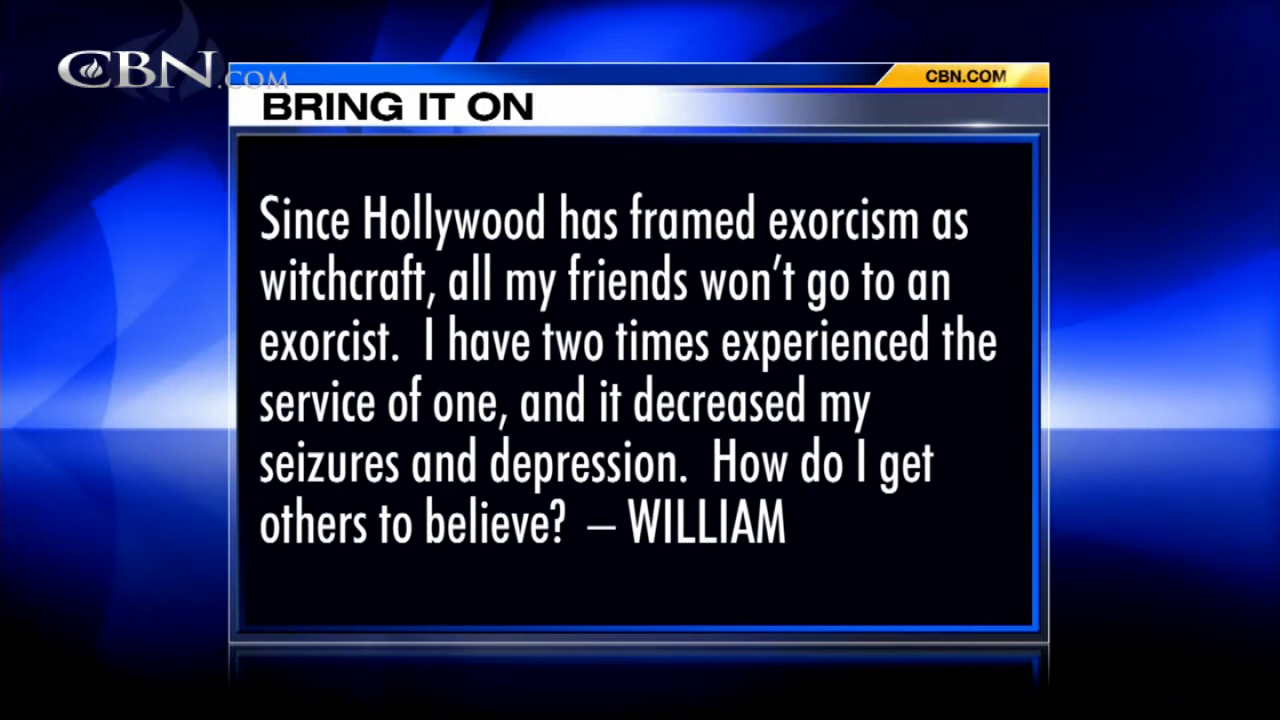 CBN.COM
CBN.COM
BRING IT ON
Since Hollywood has framed exorcism as
witchcraft, all my friends won't go to an
exorcist.  I have two times experienced the
service of one, and it decreased my
seizures and depression.  How do I get
others to believe?  – WILLIAM